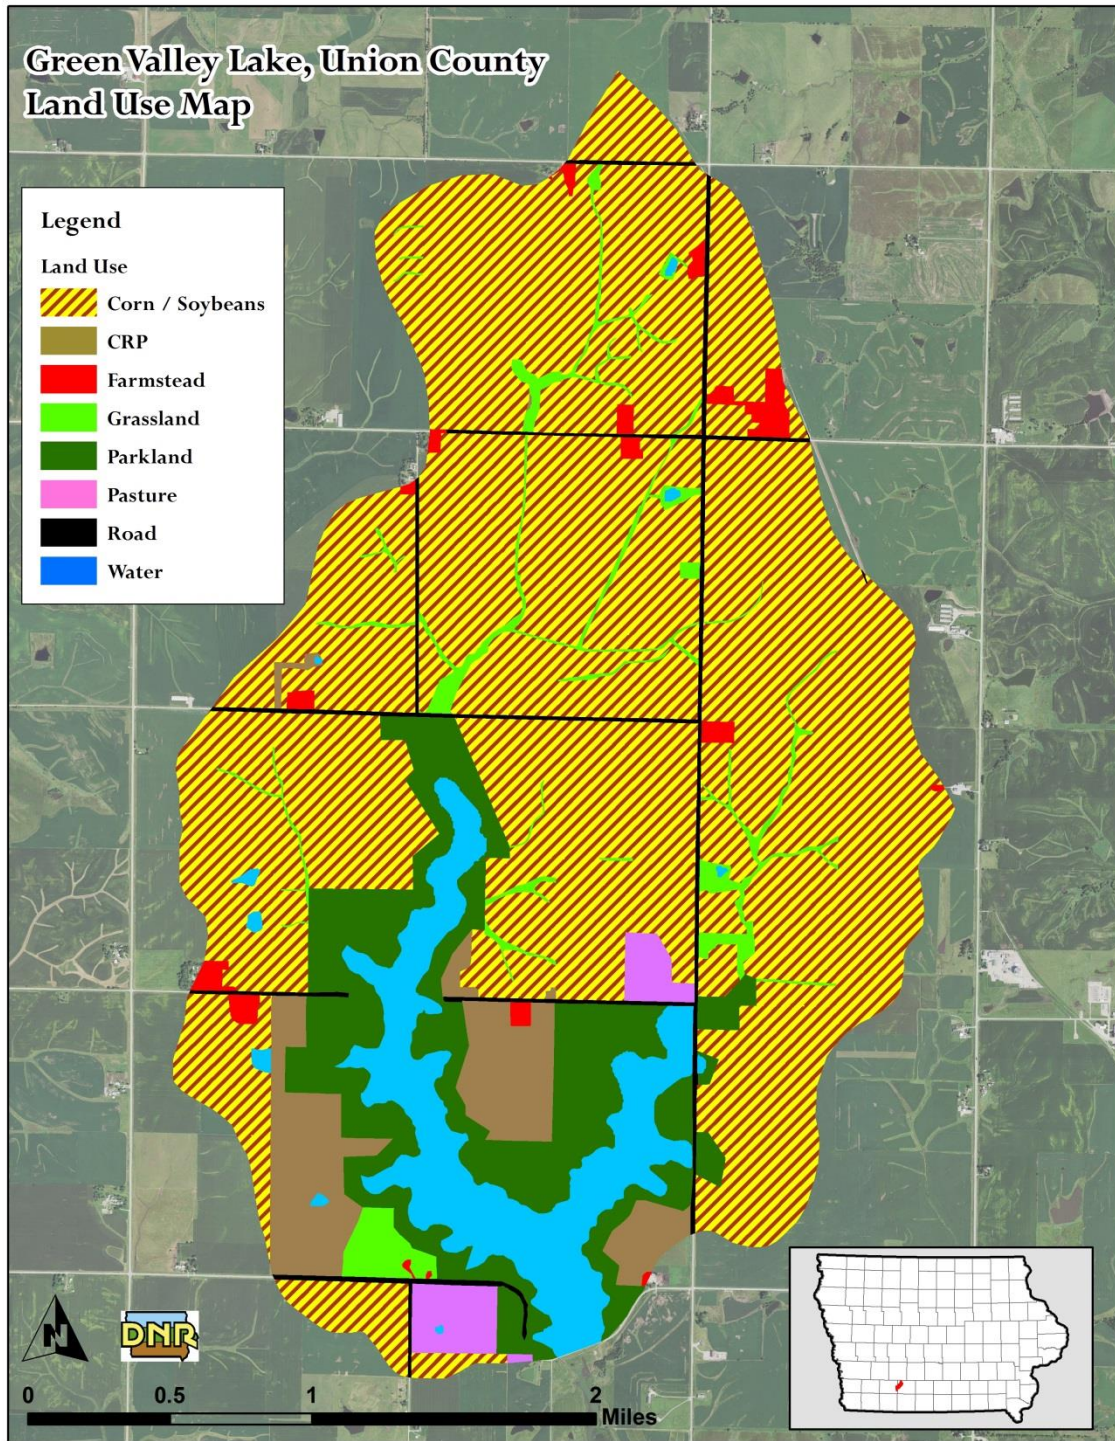 Green Valley Lake, Union County
Land Use Map
Legend
Land Use
Corn / Soybeans
CRP
Farmstead
Grassland
Parkland
Pasture
Road
Water
N
DNR
0 0.5 1 2
Miles